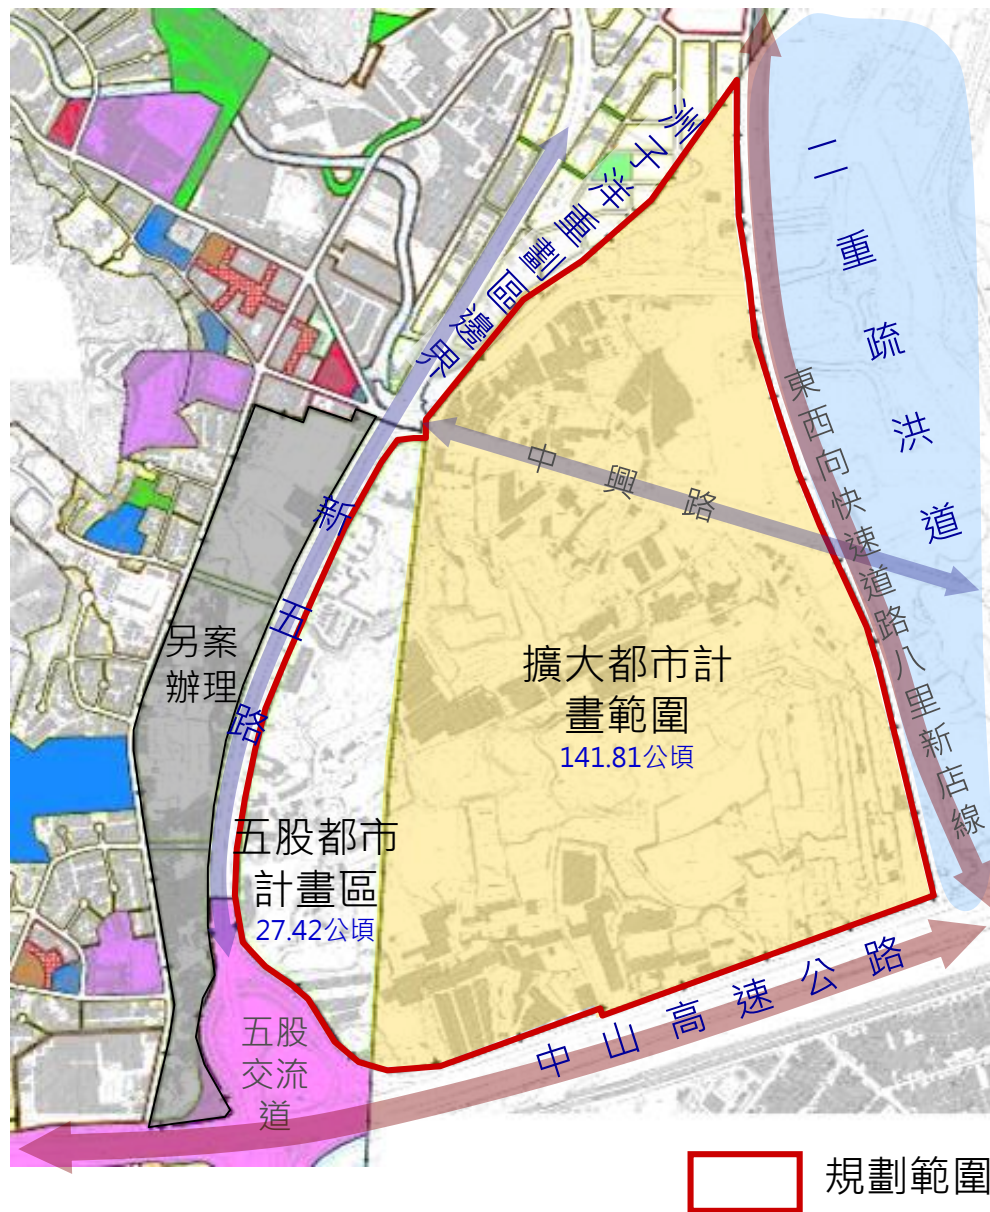 洲子洋重劃區邊界
二重疏洪道
中興路
東西向快速道路八里新店線
新五路
另案
辦理
擴大都市計
畫範圍
141.81公頃
五股都市
計畫區
27.42公頃
五股
交流
道
中山高速公路
規劃範圍